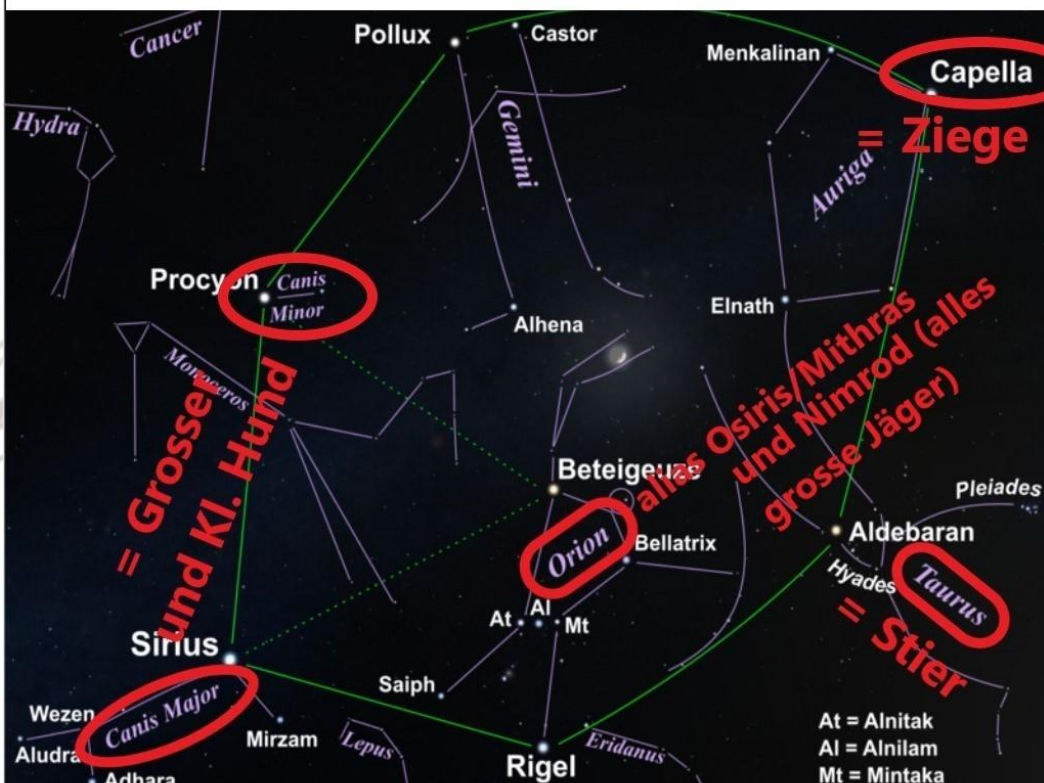 Cancer
Pollux
Castor
Menkalinan
Capella
= Ziege
Hydra
Gemini
Auriga
Procyon
Canis
Minor
Alhena
Elnath
Monoceros
= Grosser
und Kl. Hund
alles Osiris/Mithras
und Nimrod (alles
grosse Jäger)
Beteigeuze
Pleiades
Orion
Bellatrix
Aldebaran
Hyades
Taurus
= Stier
At
Al
Mt
Sirius
Saiph
Canis Major
Wezen
Mirzam
Lepus
Rigel
Eridanus
Aludra
Adhara
At = Alnitak
Al = Alnilam
Mt = Mintaka